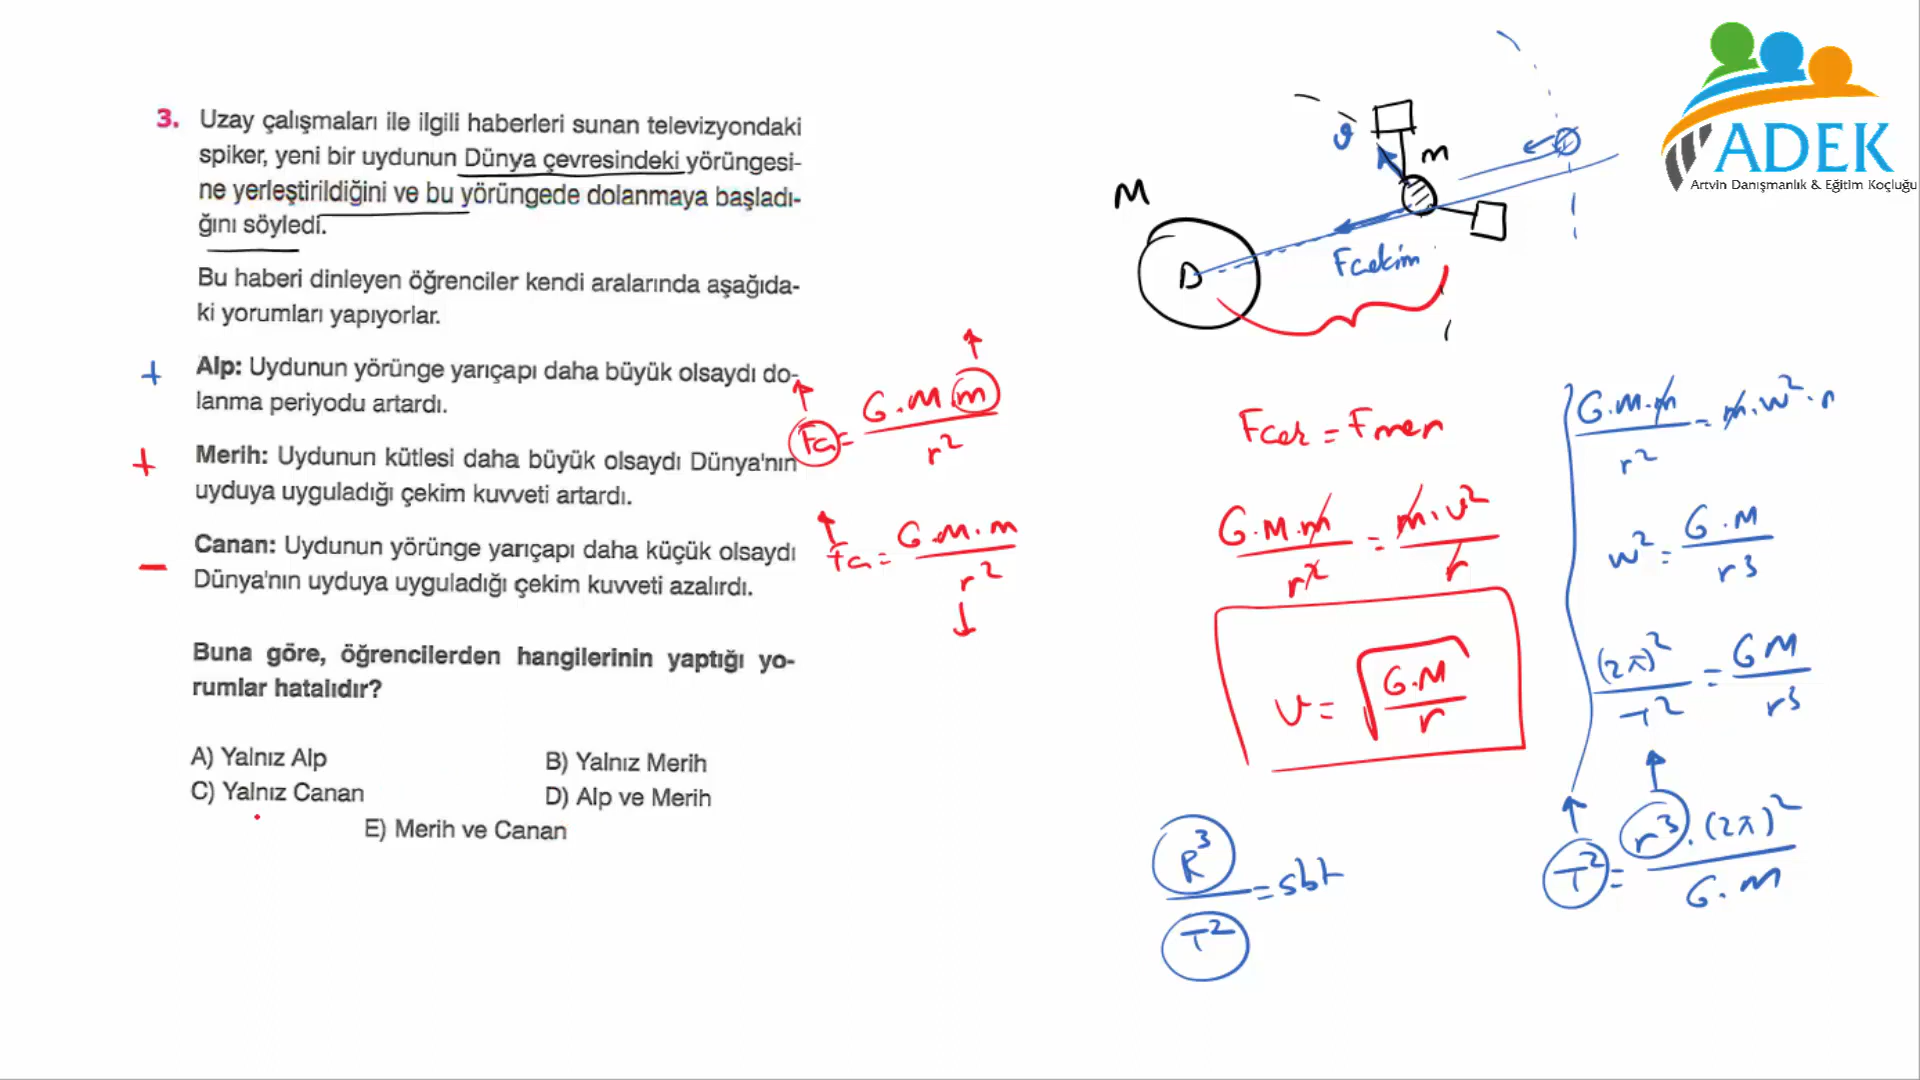 3. Uzay çalışmaları ile ilgili haberleri sunan televizyondaki
spiker, yeni bir uydunun Dünya çevresindeki yörüngesi-
ne yerleştirildiğini ve bu yörüngede dolanmaya başladı-
ğını söyledi.
Bu haberi dinleyen öğrenciler kendi aralarında aşağıda-
ki yorumları yapıyorlar.
+ Alp: Uydunun yörünge yarıçapı daha büyük olsaydı do-
lanma periyodu artardı.
+ Merih: Uydunun kütlesi daha büyük olsaydı Dünya'nın
uyduya uyguladığı çekim kuvveti artardı.
- Canan: Uydunun yörünge yarıçapı daha küçük olsaydı
Dünya'nın uyduya uyguladığı çekim kuvveti azalırdı.
Buna göre, öğrencilerden hangilerinin yaptığı yo-
rumlar hatalıdır?
A) Yalnız Alp B) Yalnız Merih
C) Yalnız Canan D) Alp ve Merih
E) Merih ve Canan
↑ Fç = G.M.m ↑ / r²
↑ Fç = G.M.m / r² ↓
M
D
m
ϑ
Fçekim
Fçek = Fmer
G.M.m / r² = m.v² / r
v = √(G.M / r)
G.M.m / r² = m.w².r
w² = G.M / r³
(2π)² / T² = GM / r³
↑ T² = ↑ r³.(2π)² / G.M
R³ / T² = sbt
ADEK
Artvin Danışmanlık & Eğitim Koçluğu